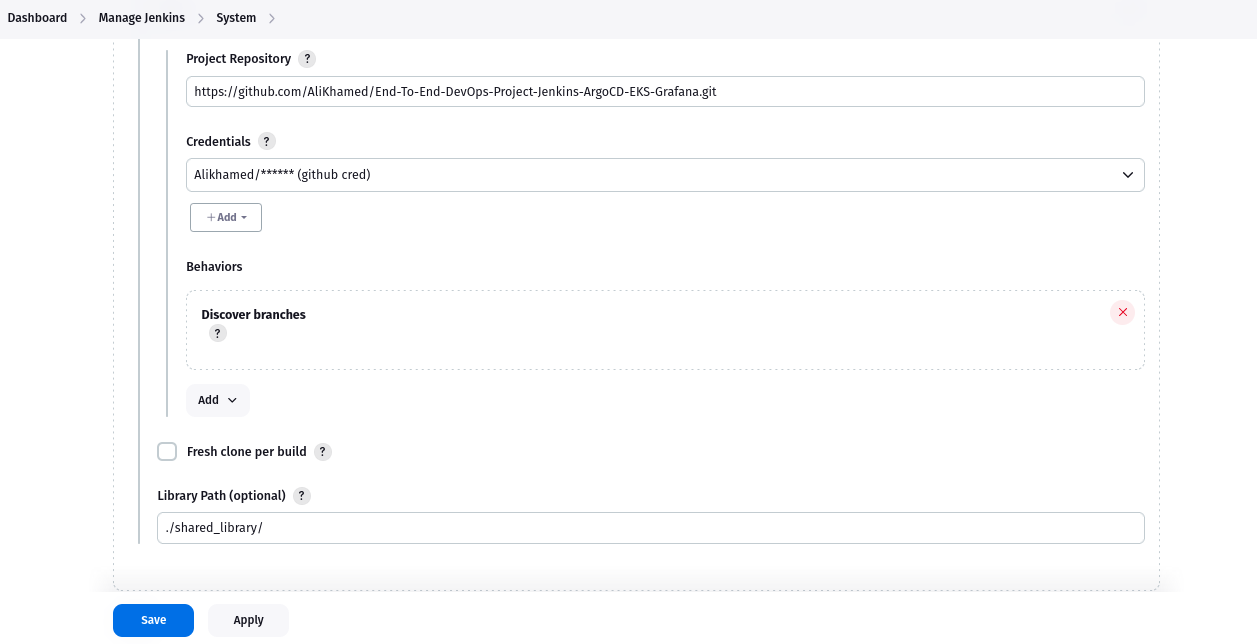 Dashboard > Manage Jenkins > System >
Project Repository ?
https://github.com/AliKhamed/End-To-End-DevOps-Project-Jenkins-ArgoCD-EKS-Grafana.git
Credentials ?
Alikhamed/****** (github cred)
+ Add
Behaviors
Discover branches
?
Add
Fresh clone per build ?
Library Path (optional) ?
./shared_library/
Save Apply